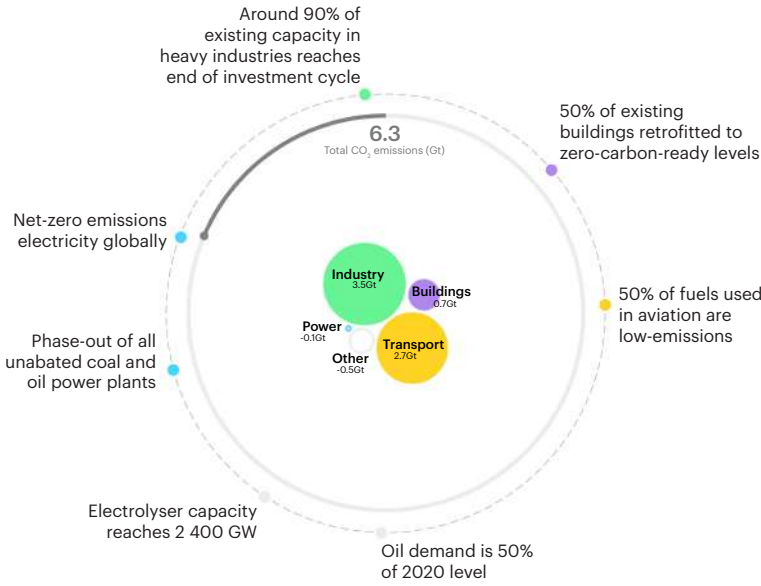 Around 90% of
existing capacity in
heavy industries reaches
end of investment cycle
50% of existing
buildings retrofitted to
zero-carbon-ready levels
6.3
Total CO₂ emissions (Gt)
Net-zero emissions
electricity globally
Industry
3.5Gt
Buildings
0.7Gt
50% of fuels used
in aviation are
low-emissions
Power
-0.1Gt
Transport
2.7Gt
Other
-0.5Gt
Phase-out of all
unabated coal and
oil power plants
Electrolyser capacity
reaches 2 400 GW
Oil demand is 50%
of 2020 level